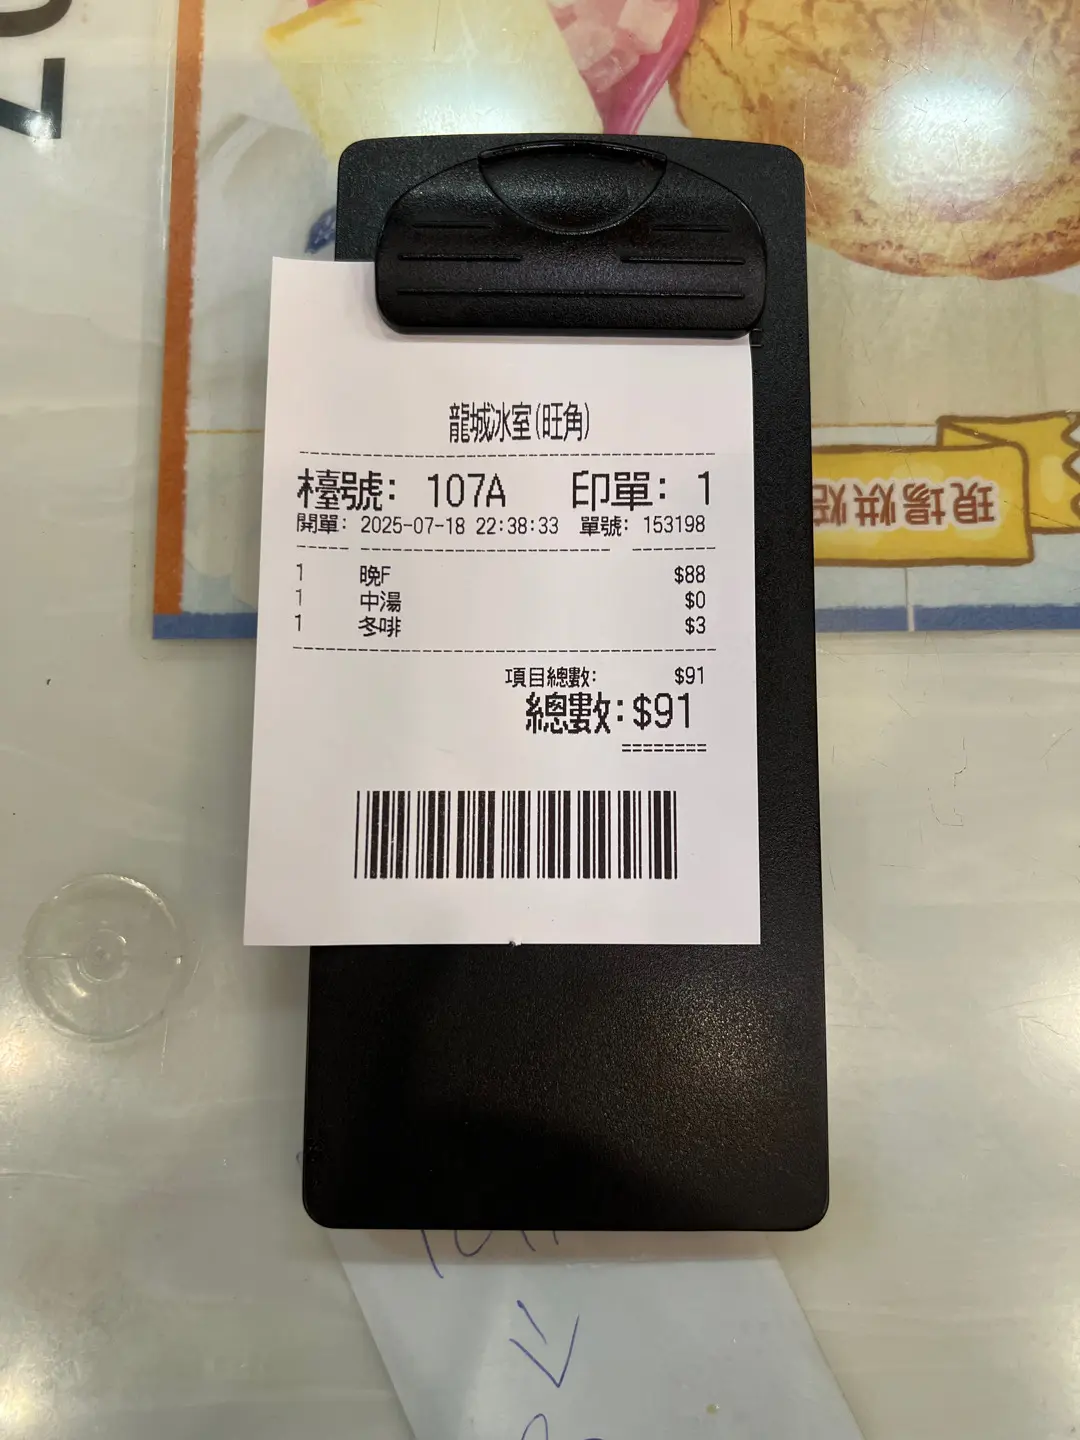 龍城冰室(旺角)
檯號: 107A 印單: 1
開單: 2025-07-18 22:38:33 單號: 153198
1 晚F $88
1 中湯 $0
1 冬啡 $3
項目總數: $91
總數:$91
========
現場烘焙